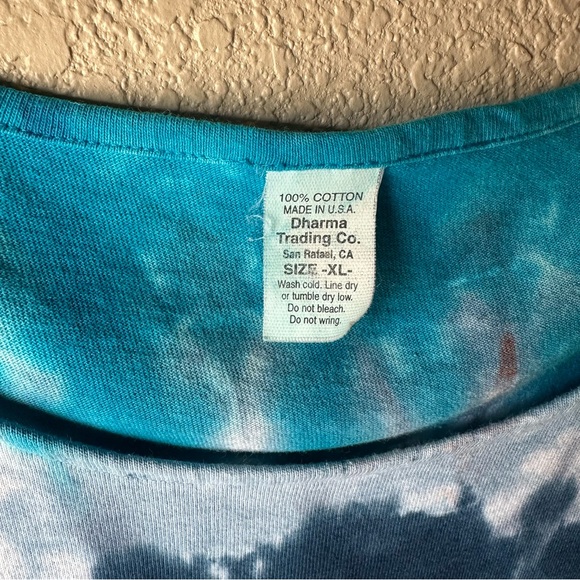 100% COTTON
MADE IN U.S.A.
Dharma
Trading Co.
San Rafael, CA
SIZE -XL-
Wash cold. Line dry
or tumble dry low.
Do not bleach.
Do not wring.